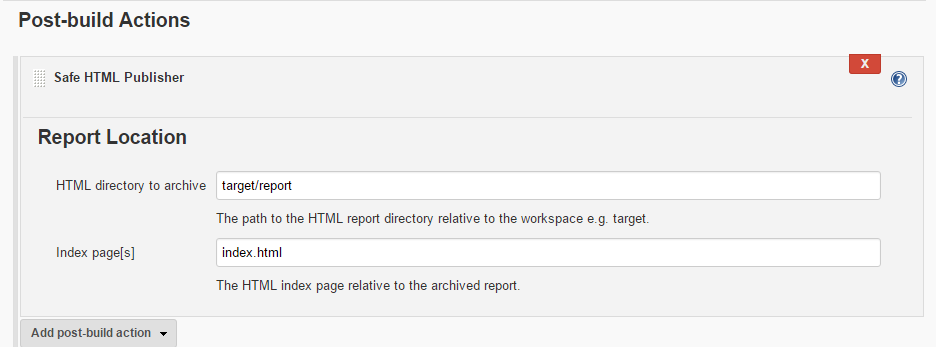 Post-build Actions
Safe HTML Publisher
X
?
Report Location
HTML directory to archive
target/report
The path to the HTML report directory relative to the workspace e.g. target.
Index page[s]
index.html
The HTML index page relative to the archived report.
Add post-build action